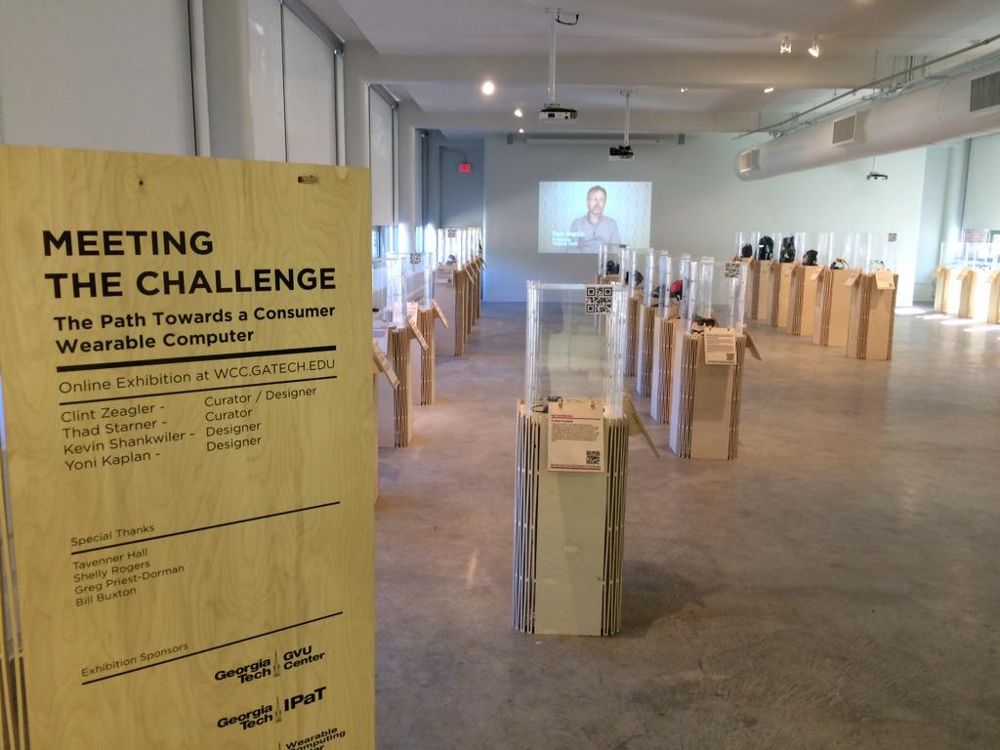 MEETING
THE CHALLENGE
The Path Towards a Consumer
Wearable Computer
Online Exhibition at WCC.GATECH.EDU
Clint Zeagler - Curator / Designer
Thad Starner - Curator
Kevin Shankwiler - Designer
Yoni Kaplan - Designer
Special Thanks
Tavenner Hall
Shelly Rogers
Greg Priest-Dorman
Bill Buxton
Exhibition Sponsors
Georgia Tech GVU Center
Georgia Tech IPaT
Wearable
Computing
Tom Martin